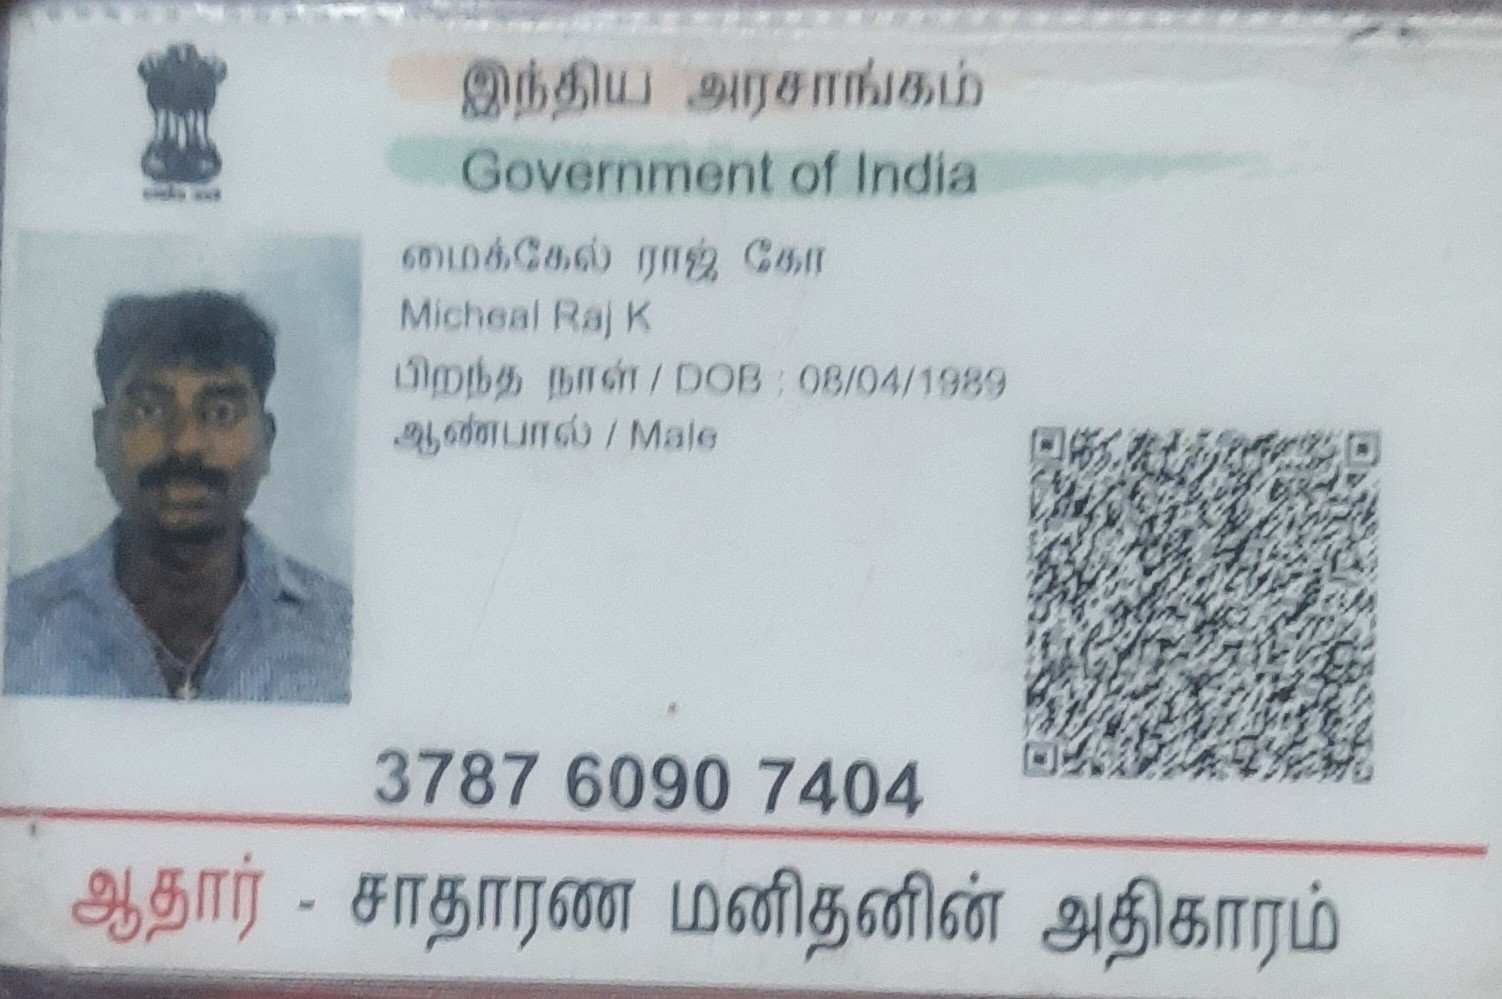 இந்திய அரசாங்கம்
Government of India
மைக்கேல் ராஜ் கோ
Micheal Raj K
பிறந்த நாள் / DOB : 08/04/1989
ஆண்பால் / Male
3787 6090 7404
ஆதார் - சாதாரண மனிதனின் அதிகாரம்